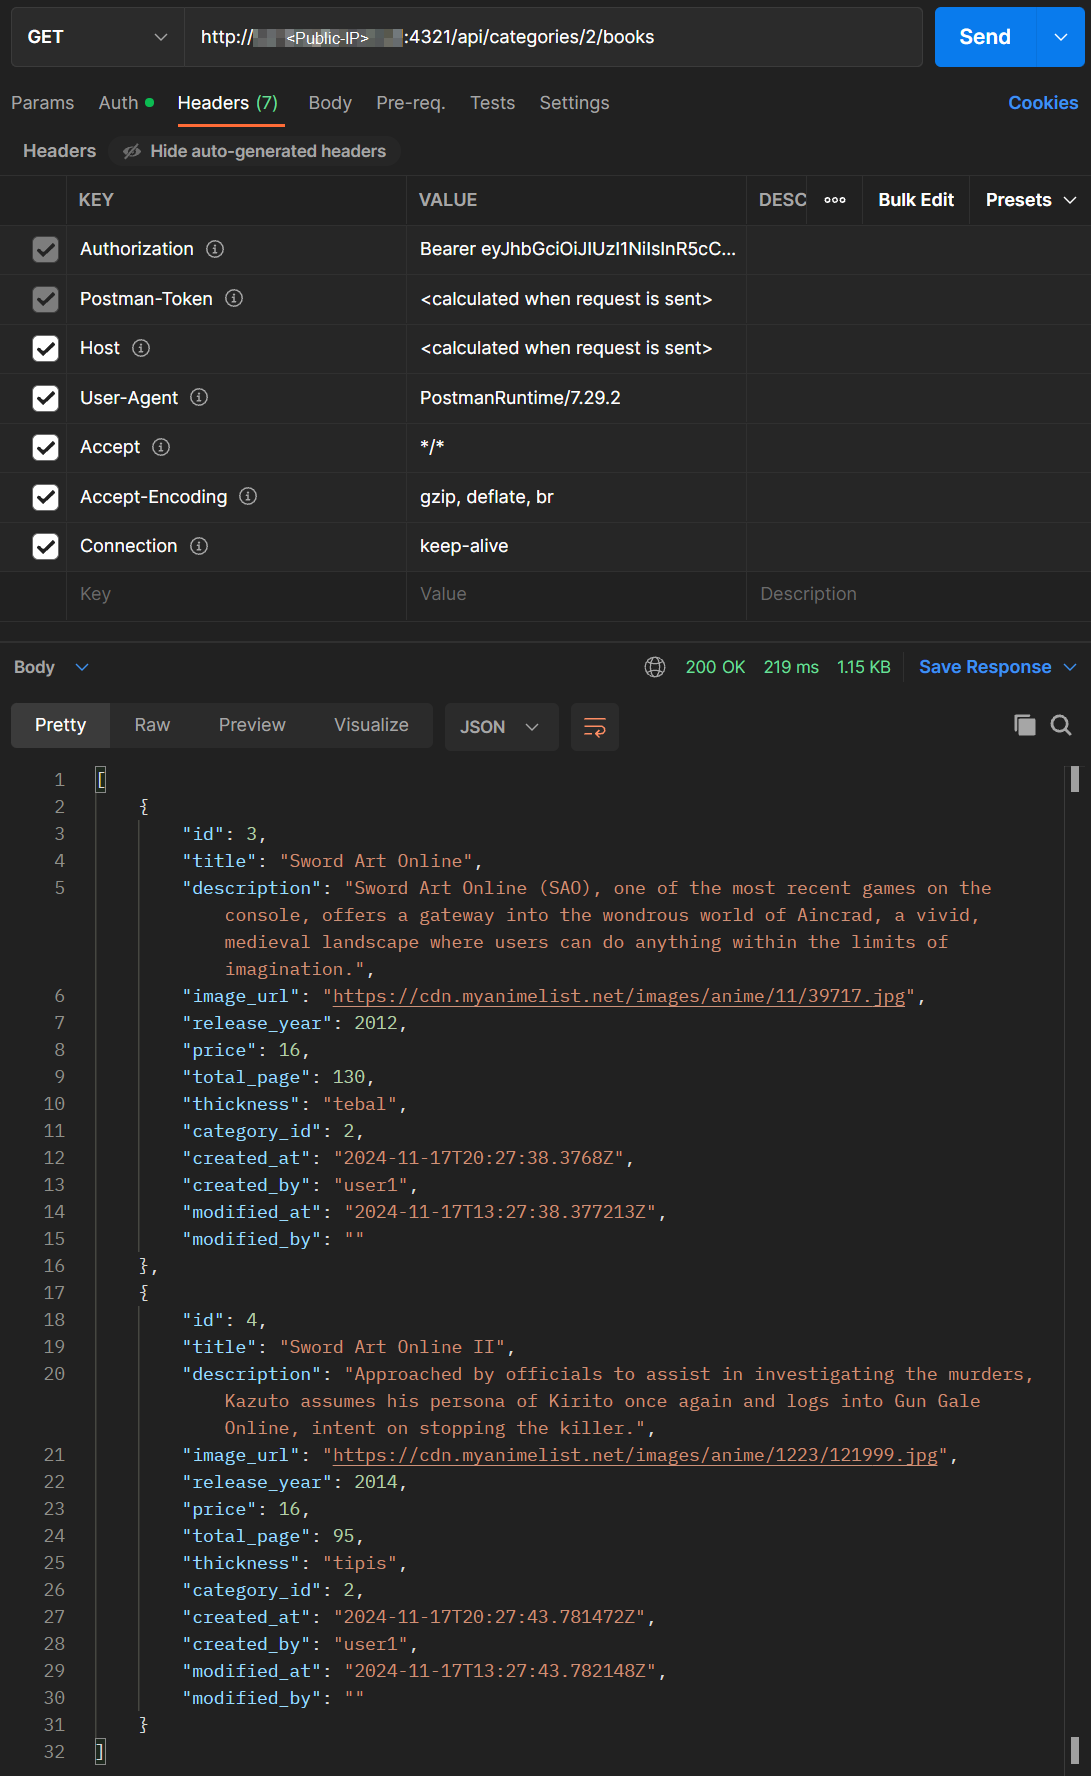 GET http://<Public-IP>:4321/api/categories/2/books Send
Params Auth Headers (7) Body Pre-req. Tests Settings Cookies
Headers Hide auto-generated headers
KEY VALUE DESC Bulk Edit Presets
Authorization Bearer eyJhbGciOiJIUzI1NiIsInR5cC...
Postman-Token <calculated when request is sent>
Host <calculated when request is sent>
User-Agent PostmanRuntime/7.29.2
Accept */*
Accept-Encoding gzip, deflate, br
Connection keep-alive
Key Value Description
Body 200 OK 219 ms 1.15 KB Save Response
Pretty Raw Preview Visualize JSON
1 [
2 {
3 "id": 3,
4 "title": "Sword Art Online",
5 "description": "Sword Art Online (SAO), one of the most recent games on the
console, offers a gateway into the wondrous world of Aincrad, a vivid,
medieval landscape where users can do anything within the limits of
imagination.",
6 "image_url": "https://cdn.myanimelist.net/images/anime/11/39717.jpg",
7 "release_year": 2012,
8 "price": 16,
9 "total_page": 130,
10 "thickness": "tebal",
11 "category_id": 2,
12 "created_at": "2024-11-17T20:27:38.3768Z",
13 "created_by": "user1",
14 "modified_at": "2024-11-17T13:27:38.377213Z",
15 "modified_by": ""
16 },
17 {
18 "id": 4,
19 "title": "Sword Art Online II",
20 "description": "Approached by officials to assist in investigating the murders,
Kazuto assumes his persona of Kirito once again and logs into Gun Gale
Online, intent on stopping the killer.",
21 "image_url": "https://cdn.myanimelist.net/images/anime/1223/121999.jpg",
22 "release_year": 2014,
23 "price": 16,
24 "total_page": 95,
25 "thickness": "tipis",
26 "category_id": 2,
27 "created_at": "2024-11-17T20:27:43.781472Z",
28 "created_by": "user1",
29 "modified_at": "2024-11-17T13:27:43.782148Z",
30 "modified_by": ""
31 }
32 ]